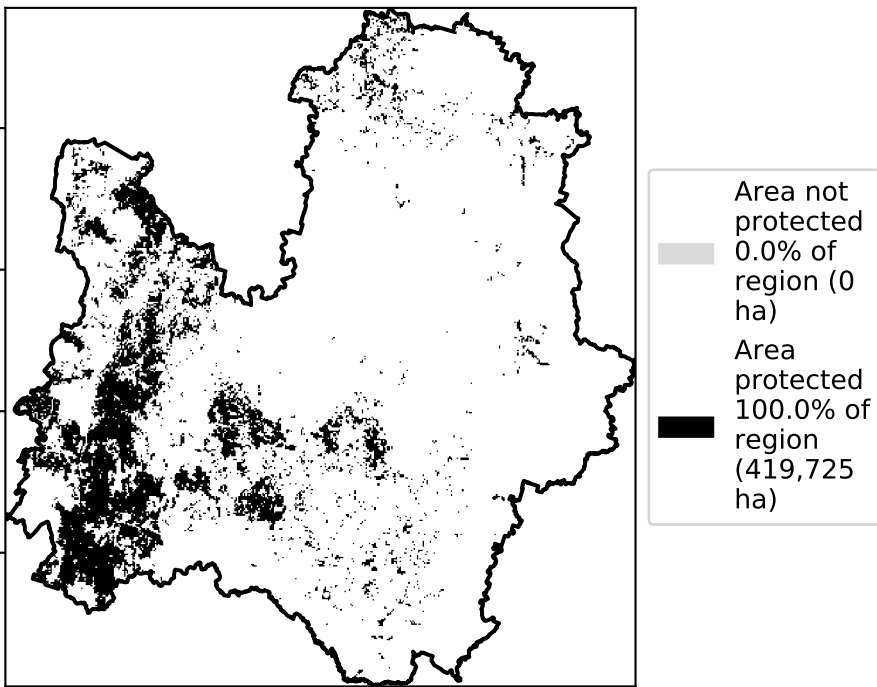 Area not
protected
0.0% of
region (0
ha)
Area
protected
100.0% of
region
(419,725
ha)